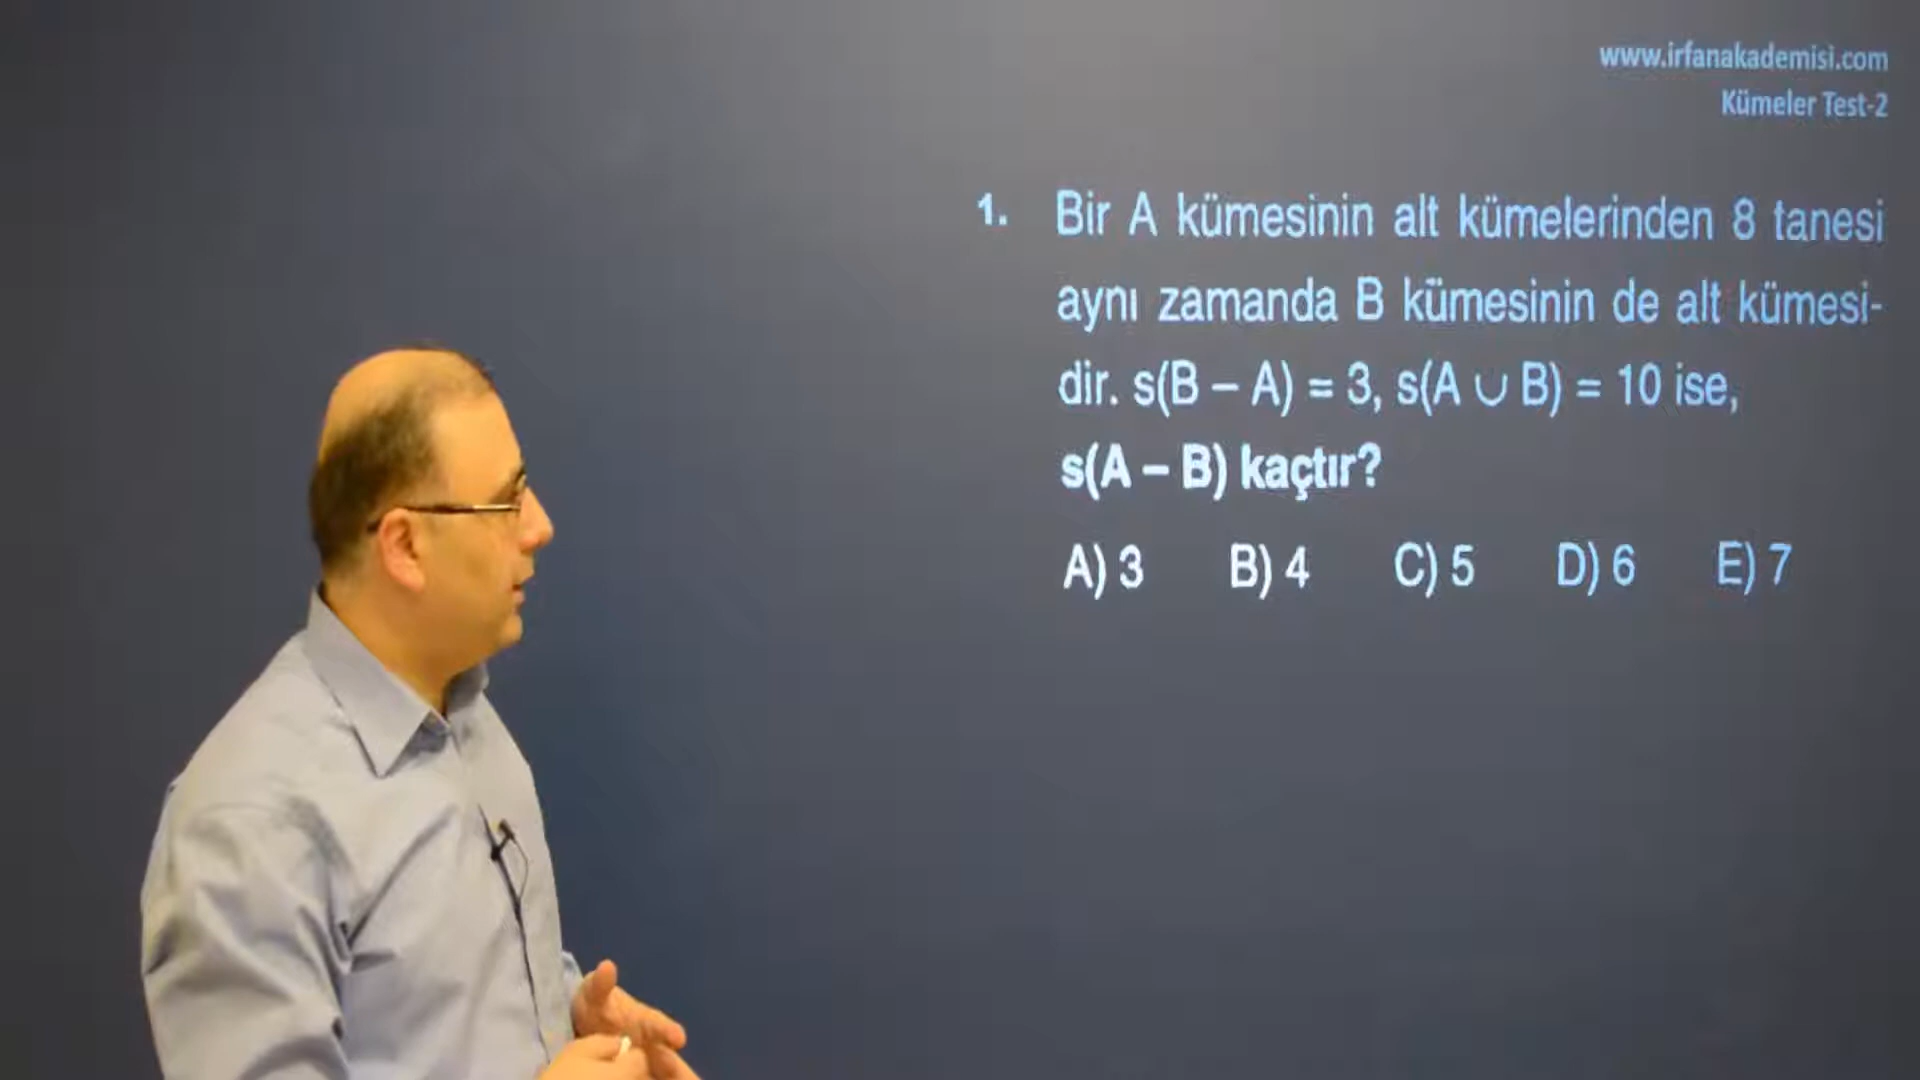 www.irfanakademisi.com
Kümeler Test-2
1. Bir A kümesinin alt kümelerinden 8 tanesi
aynı zamanda B kümesinin de alt kümesi-
dir. s(B – A) = 3, s(A ∪ B) = 10 ise,
s(A – B) kaçtır?
A) 3 B) 4 C) 5 D) 6 E) 7